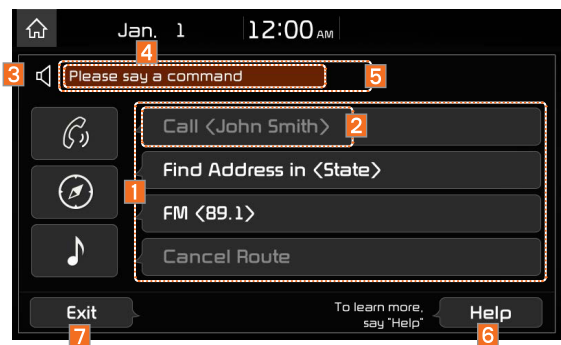 Jan. 1 12:00 AM
4
3 Please say a command 5
Call <John Smith> 2
Find Address in <State>
1
FM <89.1>
Cancel Route
Exit To learn more, Help
say "Help"
7 6